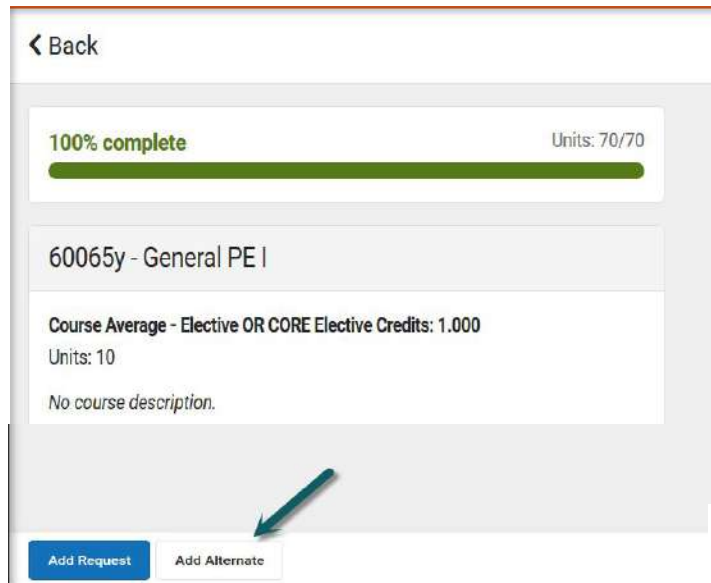 Back
100% complete
Units: 70/70
60065y - General PE I
Course Average - Elective OR CORE Elective Credits: 1.000
Units: 10
No course description.
Add Request
Add Alternate